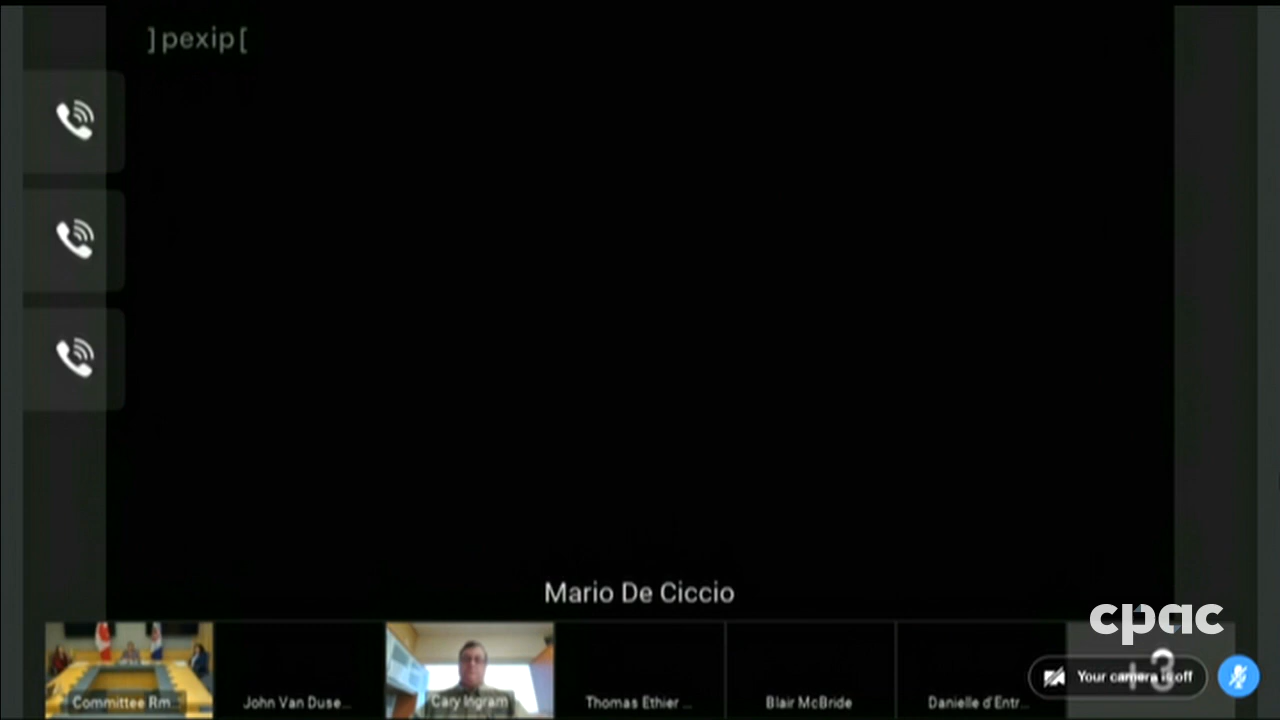 ]pexip[
Mario De Ciccio
cpac
Committee Rm
John Van Duse...
Cary Ingram
Thomas Ethier ...
Blair McBride
Danielle d'Entr...
+3
Your camera is off